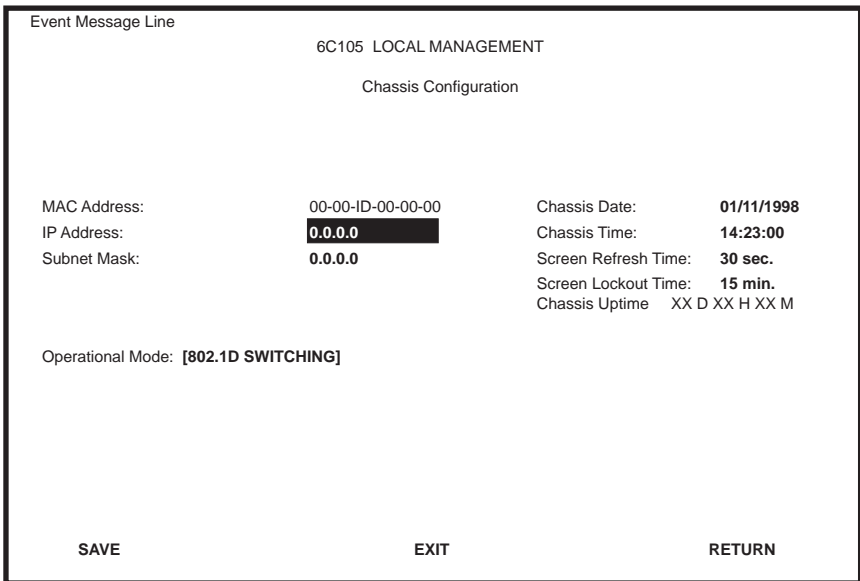 Event Message Line
6C105 LOCAL MANAGEMENT
Chassis Configuration
MAC Address: 00-00-ID-00-00-00 Chassis Date: 01/11/1998
IP Address: 0.0.0.0 Chassis Time: 14:23:00
Subnet Mask: 0.0.0.0 Screen Refresh Time: 30 sec.
Screen Lockout Time: 15 min.
Chassis Uptime XX D XX H XX M
Operational Mode: [802.1D SWITCHING]
SAVE EXIT RETURN